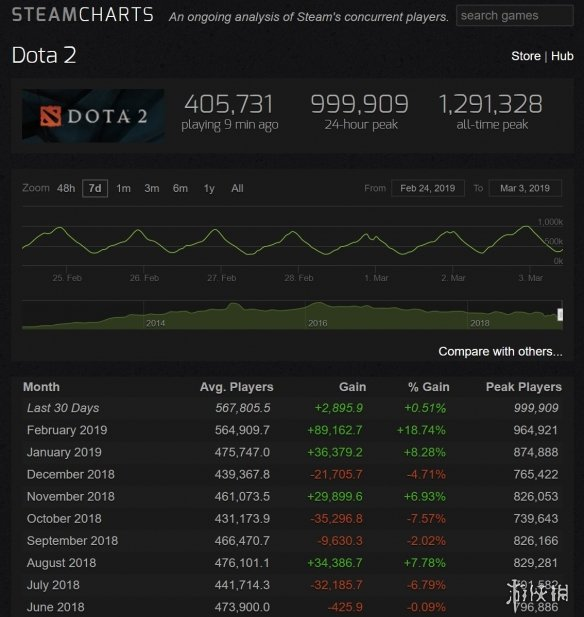 STEAMCHARTS An ongoing analysis of Steam's concurrent players. search games
Dota 2 Store | Hub
DOTA 2
405,731 999,909 1,291,328
playing 9 min ago 24-hour peak all-time peak
Zoom 48h 7d 1m 3m 6m 1y All From Feb 24, 2019 To Mar 3, 2019
1,000k
500k
0k
25. Feb 26. Feb 27. Feb 28. Feb 1. Mar 2. Mar 3. Mar
2014 2016 2018
Compare with others...
Month Avg. Players Gain % Gain Peak Players
Last 30 Days 567,805.5 +2,895.9 +0.51% 999,909
February 2019 564,909.7 +89,162.7 +18.74% 964,921
January 2019 475,747.0 +36,379.2 +8.28% 874,888
December 2018 439,367.8 -21,705.7 -4.71% 765,422
November 2018 461,073.5 +29,899.6 +6.93% 826,053
October 2018 431,173.9 -35,296.8 -7.57% 739,643
September 2018 466,470.7 -9,630.3 -2.02% 826,166
August 2018 476,101.1 +34,386.7 +7.78% 829,281
July 2018 441,714.3 -32,185.7 -6.79%
June 2018 473,900.0 -425.9 -0.09% 796,886